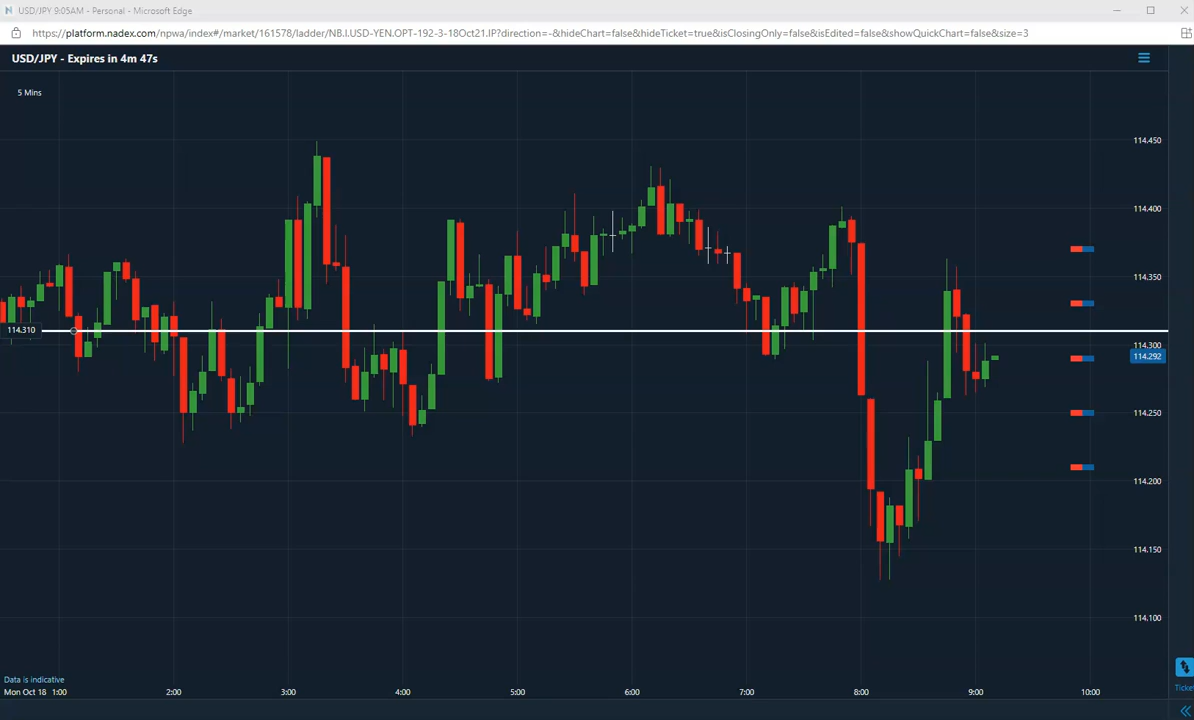 USD/JPY 9:05AM - Personal - Microsoft Edge
https://platform.nadex.com/npwa/index#/market/161578/ladder/NB.I.USD-YEN.OPT-192-3-18Oct21.IP?direction=-&hideChart=false&hideTicket=true&isClosingOnly=false&isEdited=false&showQuickChart=false&size=3
USD/JPY - Expires in 4m 47s
5 Mins
114.450
114.400
114.350
114.310
114.300
114.292
114.250
114.200
114.150
114.100
Data is indicative
Ticke
Mon Oct 18 1:00 2:00 3:00 4:00 5:00 6:00 7:00 8:00 9:00 10:00